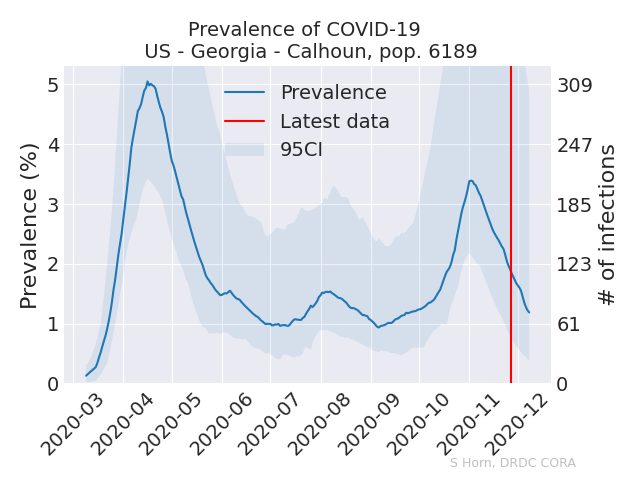 Prevalence of COVID-19
US - Georgia - Calhoun, pop. 6189
Prevalence (%)
5
4
3
2
1
0
Prevalence
Latest data
95CI
309
247
185
123
61
0
# of infections
2020-03
2020-04
2020-05
2020-06
2020-07
2020-08
2020-09
2020-10
2020-11
2020-12
S Horn, DRDC CORA